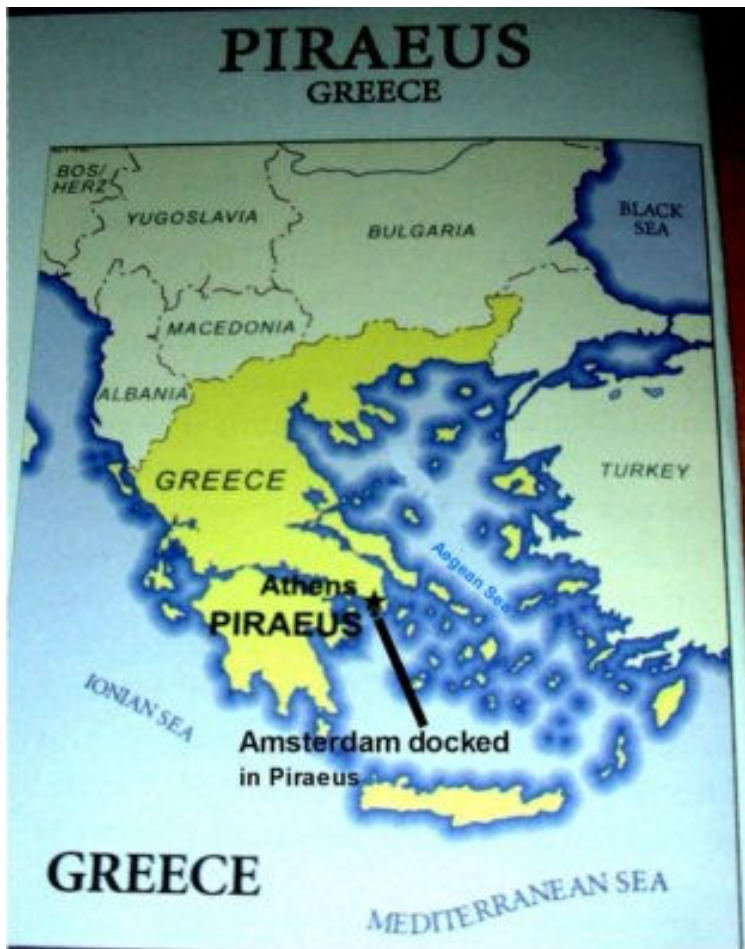 PIRAEUS
GREECE
BOS/
HERZ
YUGOSLAVIA
BULGARIA
BLACK
SEA
MACEDONIA
ALBANIA
GREECE
TURKEY
Aegean Sea
Athens
PIRAEUS
IONIAN SEA
Amsterdam docked
in Piraeus
GREECE
MEDITERRANEAN SEA